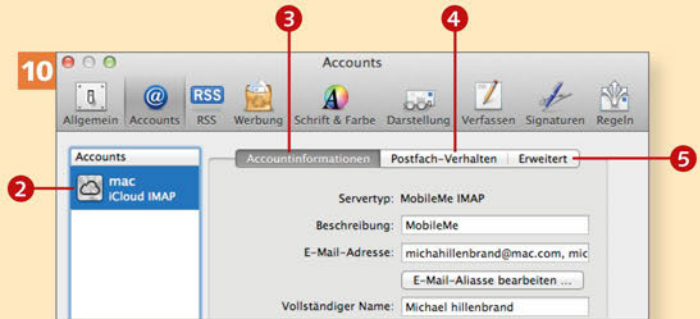 3
4
10
Accounts
Allgemein Accounts RSS Werbung Schrift & Farbe Darstellung Verfassen Signaturen Regeln
RSS
Accounts
Accountinformationen Postfach-Verhalten Erweitert
5
2
mac
iCloud IMAP
Servertyp: MobileMe IMAP
Beschreibung: MobileMe
E-Mail-Adresse: michahillenbrand@mac.com, mic
E-Mail-Aliasse bearbeiten ...
Vollständiger Name: Michael hillenbrand